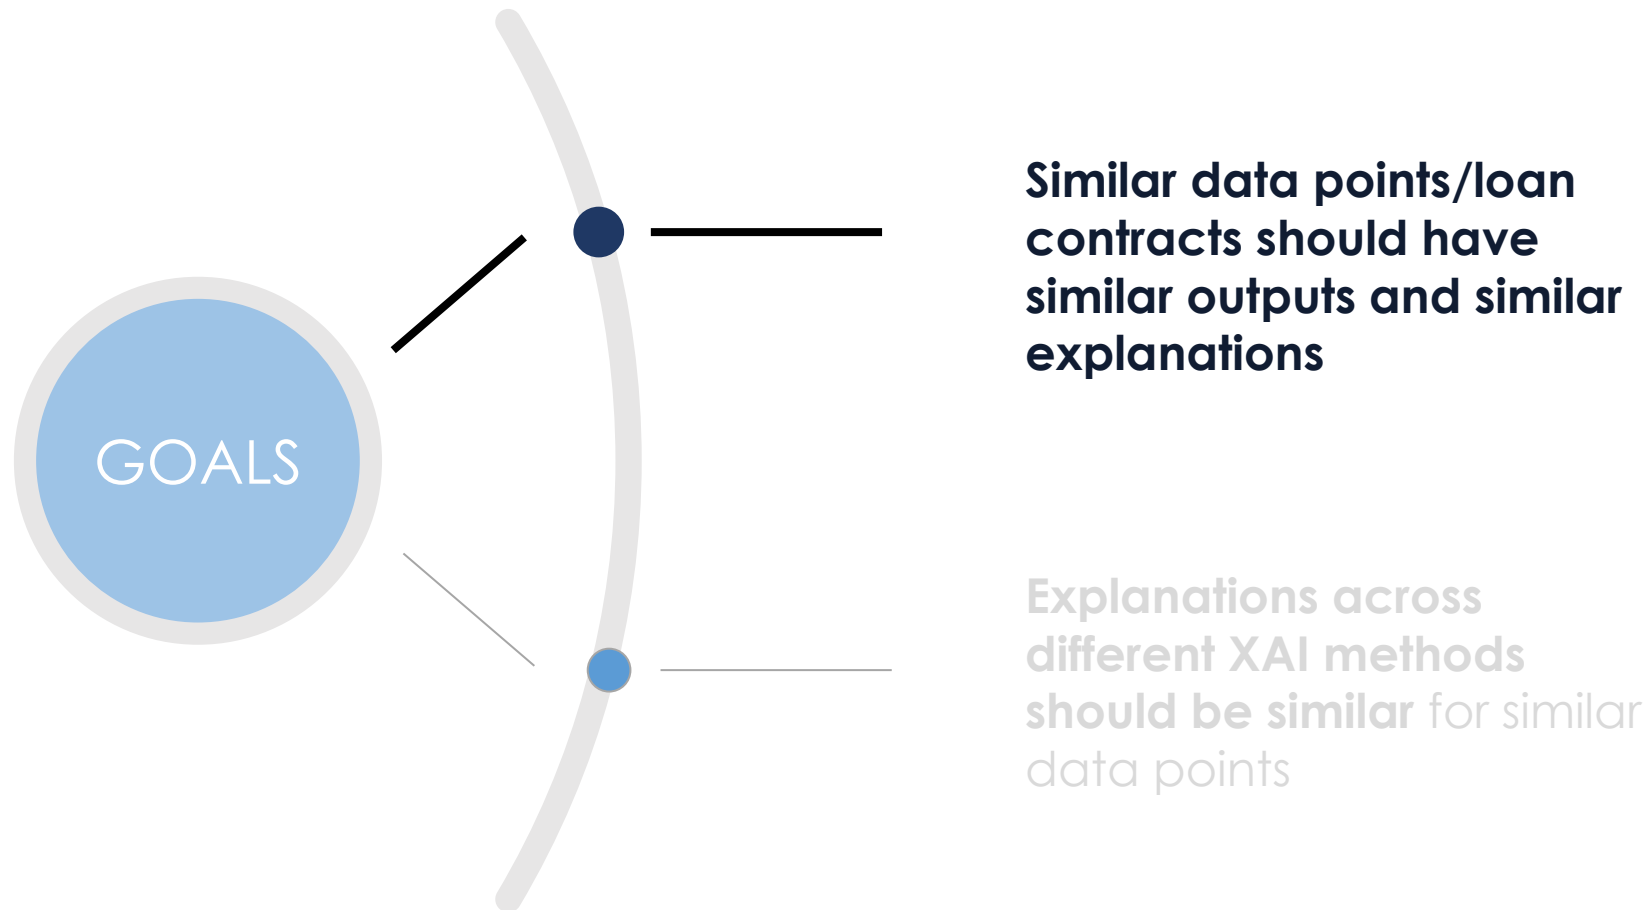 GOALS
Similar data points/loan
contracts should have
similar outputs and similar
explanations
Explanations across
different XAI methods
should be similar for similar
data points